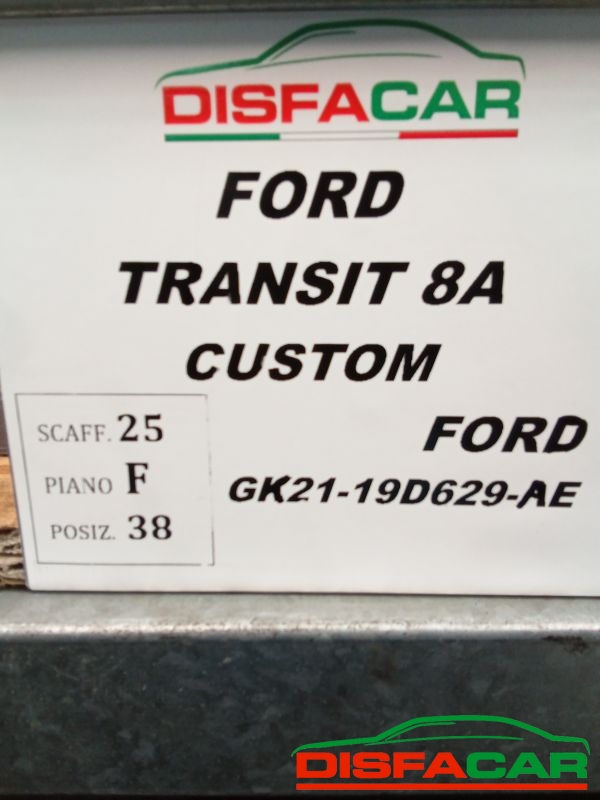 DISFACAR
FORD
TRANSIT 8A
CUSTOM
FORD
GK21-19D629-AE
SCAFF. 25
PIANO F
POSIZ. 38
DISFACAR